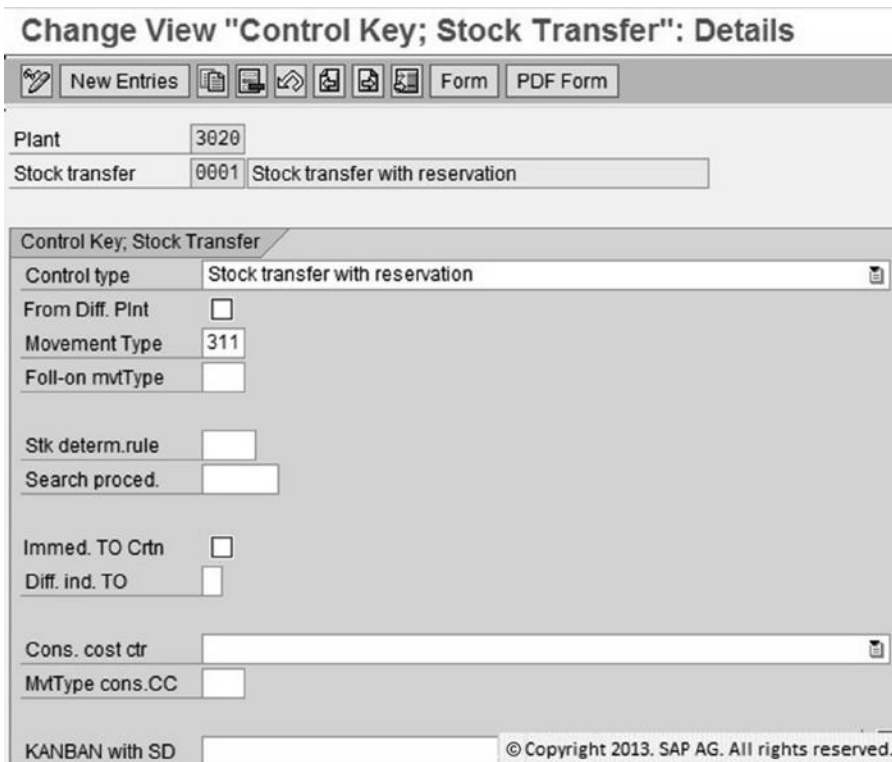 Change View "Control Key; Stock Transfer": Details
New Entries Form PDF Form
Plant 3020
Stock transfer 0001 Stock transfer with reservation
Control Key; Stock Transfer
Control type Stock transfer with reservation
From Diff. Plnt
Movement Type 311
Foll-on mvtType
Stk determ.rule
Search proced.
Immed. TO Crtn
Diff. ind. TO
Cons. cost ctr
MvtType cons.CC
KANBAN with SD
© Copyright 2013. SAP AG. All rights reserved.